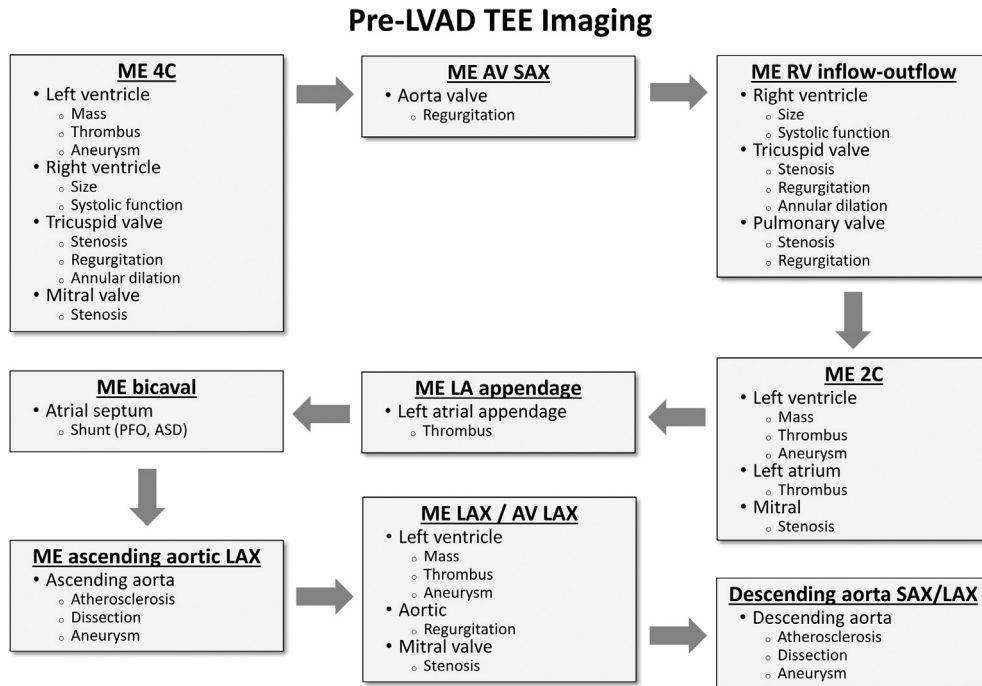 Pre-LVAD TEE Imaging
ME 4C
• Left ventricle
o Mass
o Thrombus
o Aneurysm
• Right ventricle
o Size
o Systolic function
• Tricuspid valve
o Stenosis
o Regurgitation
o Annular dilation
• Mitral valve
o Stenosis
ME AV SAX
• Aorta valve
o Regurgitation
ME RV inflow-outflow
• Right ventricle
o Size
o Systolic function
• Tricuspid valve
o Stenosis
o Regurgitation
o Annular dilation
• Pulmonary valve
o Stenosis
o Regurgitation
ME 2C
• Left ventricle
o Mass
o Thrombus
o Aneurysm
• Left atrium
o Thrombus
• Mitral
o Stenosis
ME LA appendage
• Left atrial appendage
o Thrombus
ME bicaval
• Atrial septum
o Shunt (PFO, ASD)
ME ascending aortic LAX
• Ascending aorta
o Atherosclerosis
o Dissection
o Aneurysm
ME LAX / AV LAX
• Left ventricle
o Mass
o Thrombus
o Aneurysm
• Aortic
o Regurgitation
• Mitral valve
o Stenosis
Descending aorta SAX/LAX
• Descending aorta
o Atherosclerosis
o Dissection
o Aneurysm